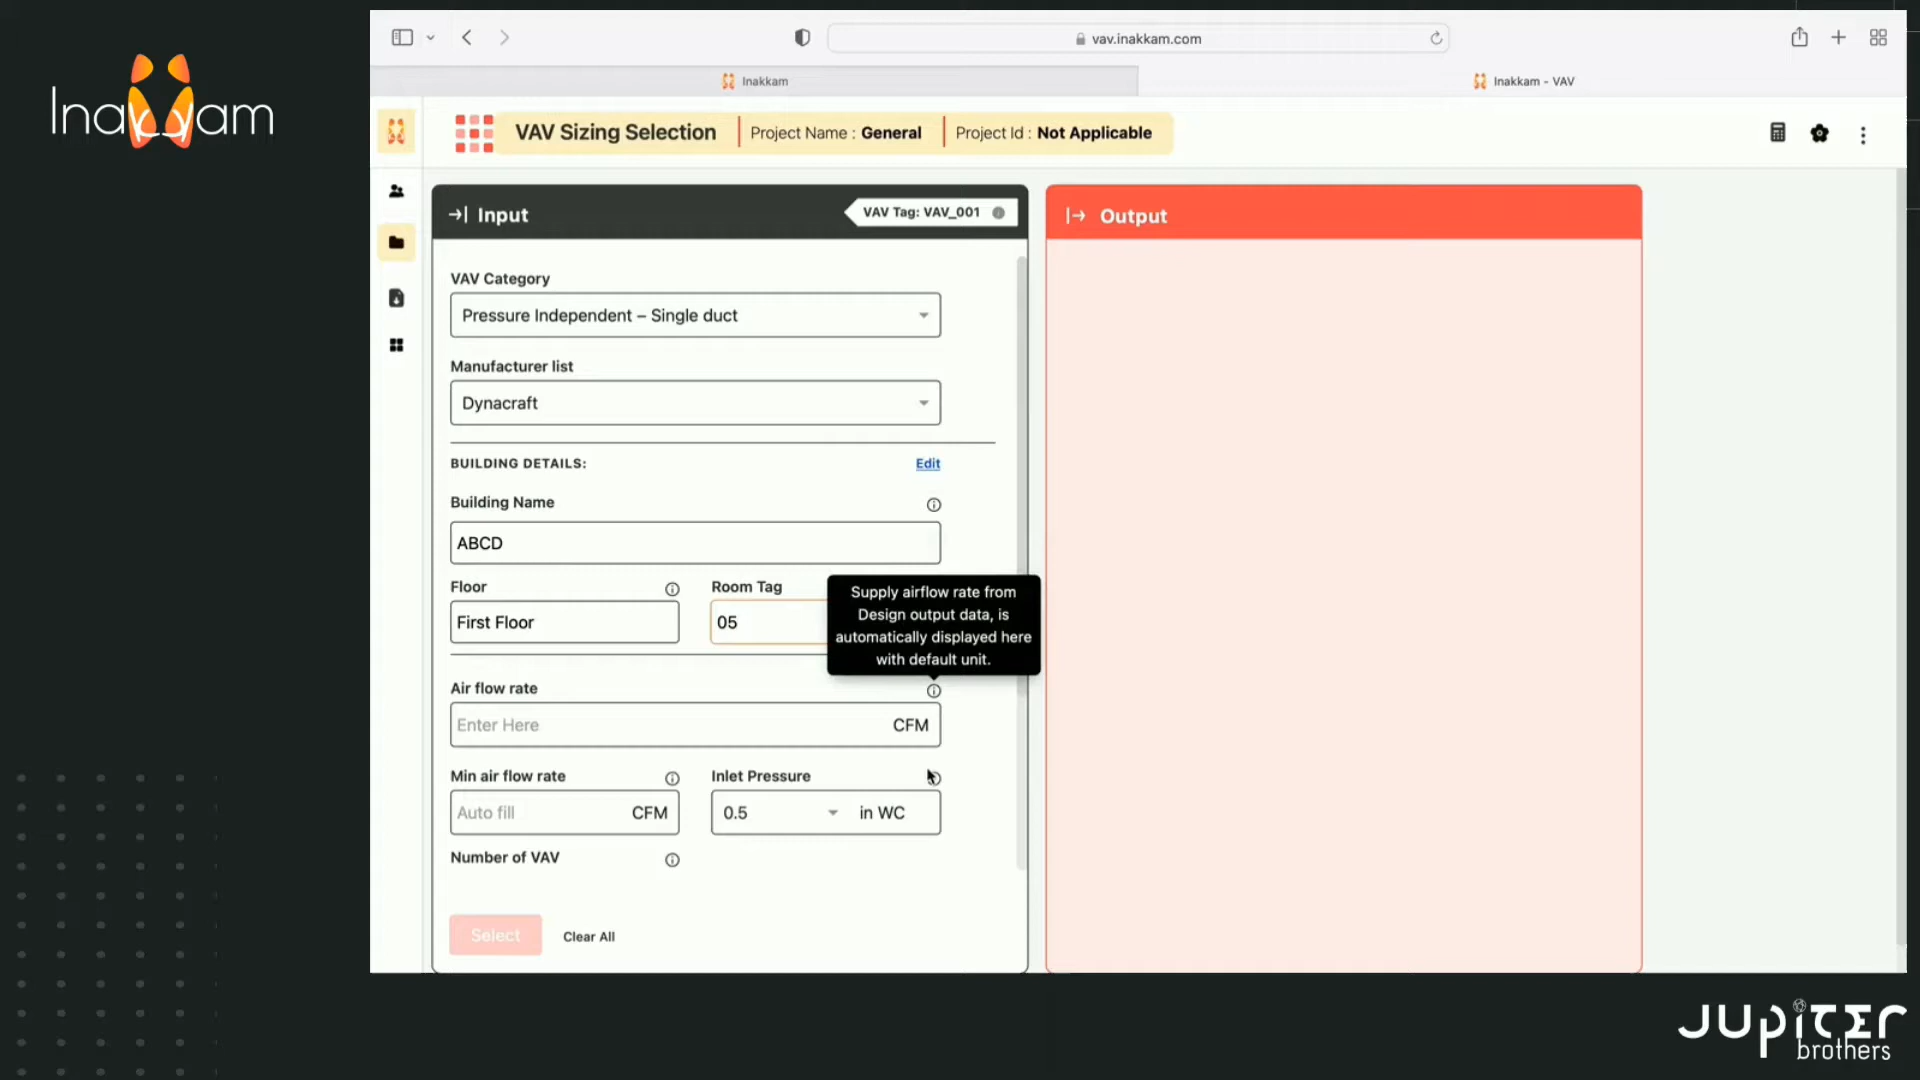 Inakkam
vav.inakkam.com
Inakkam
Inakkam - VAV
VAV Sizing Selection
Project Name : General
Project Id : Not Applicable
Input
VAV Tag: VAV_001
Output
VAV Category
Pressure Independent – Single duct
Manufacturer list
Dynacraft
BUILDING DETAILS:
Edit
Building Name
ABCD
Floor
Room Tag
First Floor
05
Supply airflow rate from
Design output data, is
automatically displayed here
with default unit.
Air flow rate
Enter Here
CFM
Min air flow rate
Inlet Pressure
Auto fill
CFM
0.5
in WC
Number of VAV
Select
Clear All
JUPITER
brothers